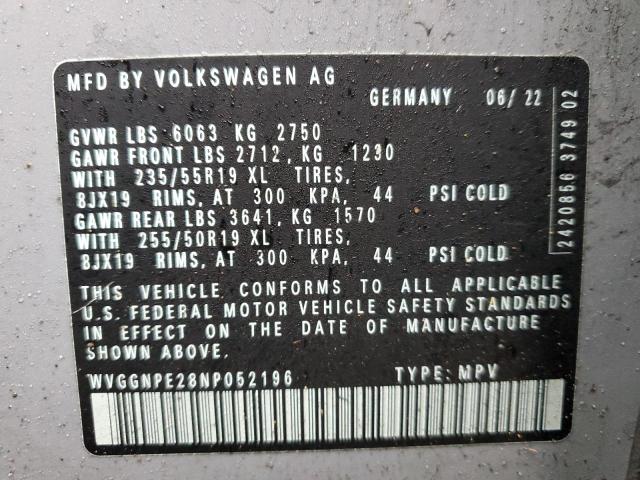 MFD BY VOLKSWAGEN AG
GERMANY 06/ 22
GVWR LBS 6063 KG 2750
GAWR FRONT LBS 2712, KG 1230
WITH 235/55R19 XL TIRES,
8JX19 RIMS, AT 300 KPA, 44 PSI COLD
GAWR REAR LBS 3641, KG 1570
WITH 255/50R19 XL TIRES,
8JX19 RIMS, AT 300 KPA, 44 PSI COLD
THIS VEHICLE CONFORMS TO ALL APPLICABLE
U.S. FEDERAL MOTOR VEHICLE SAFETY STANDARDS
IN EFFECT ON THE DATE OF MANUFACTURE
SHOWN ABOVE.
WVGGNPE28NP052196 TYPE: MPV
2420856 3749 02